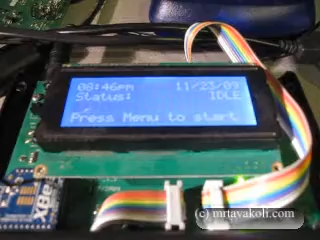 08:46pm 11/23/09
Status: IDLE
Press Menu to start
XBee
(c) mrtavakoli.com